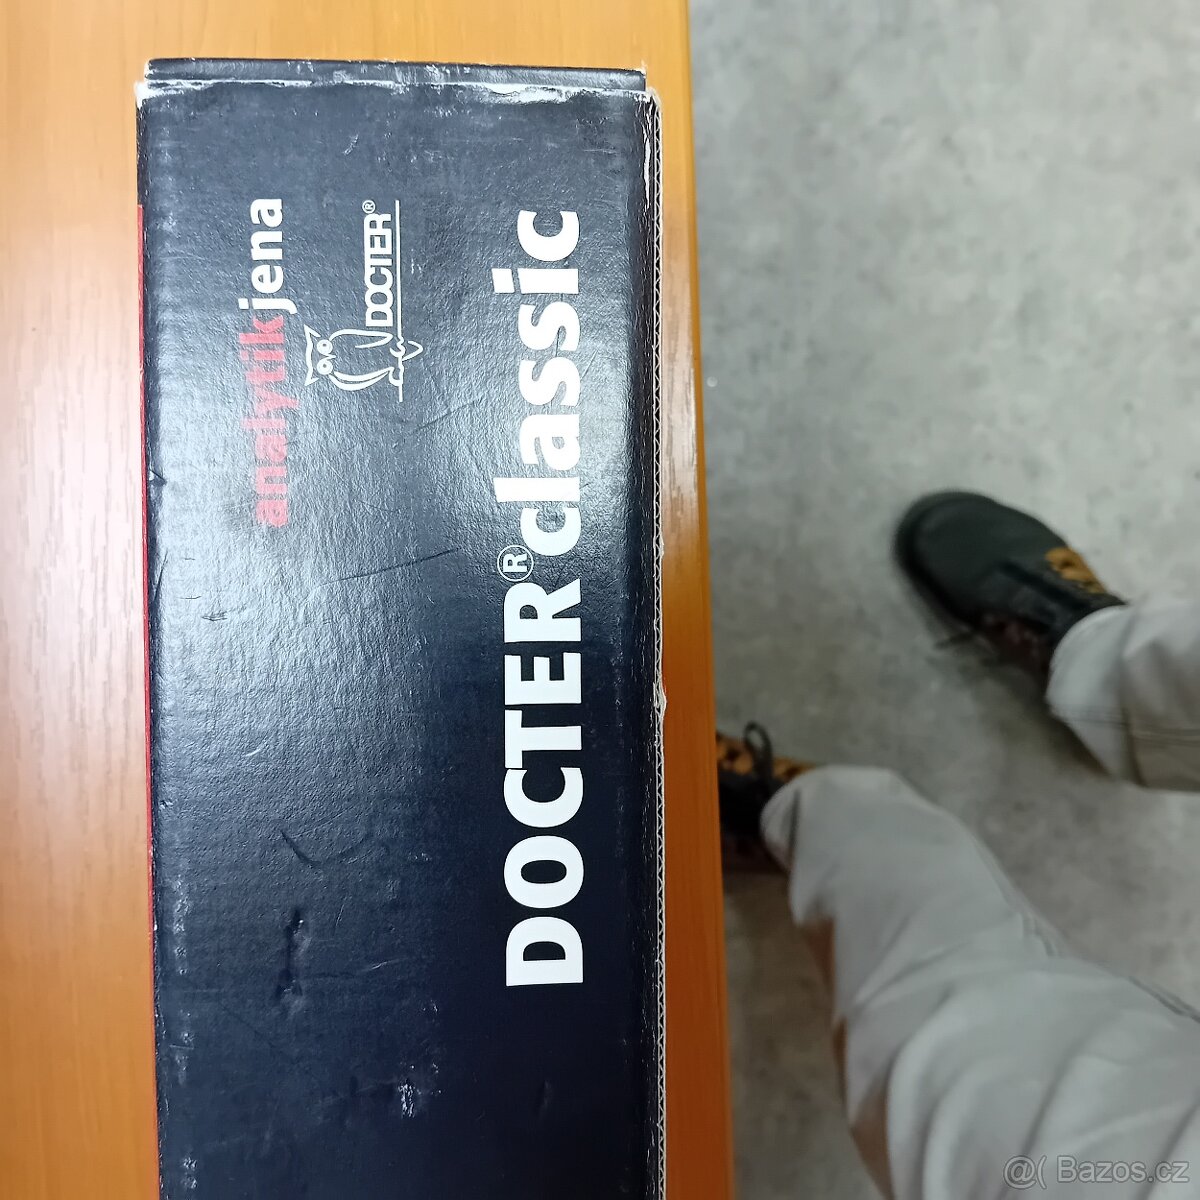 analytikjena
DOCTER®
DOCTER®classic
@( Bazos.cz